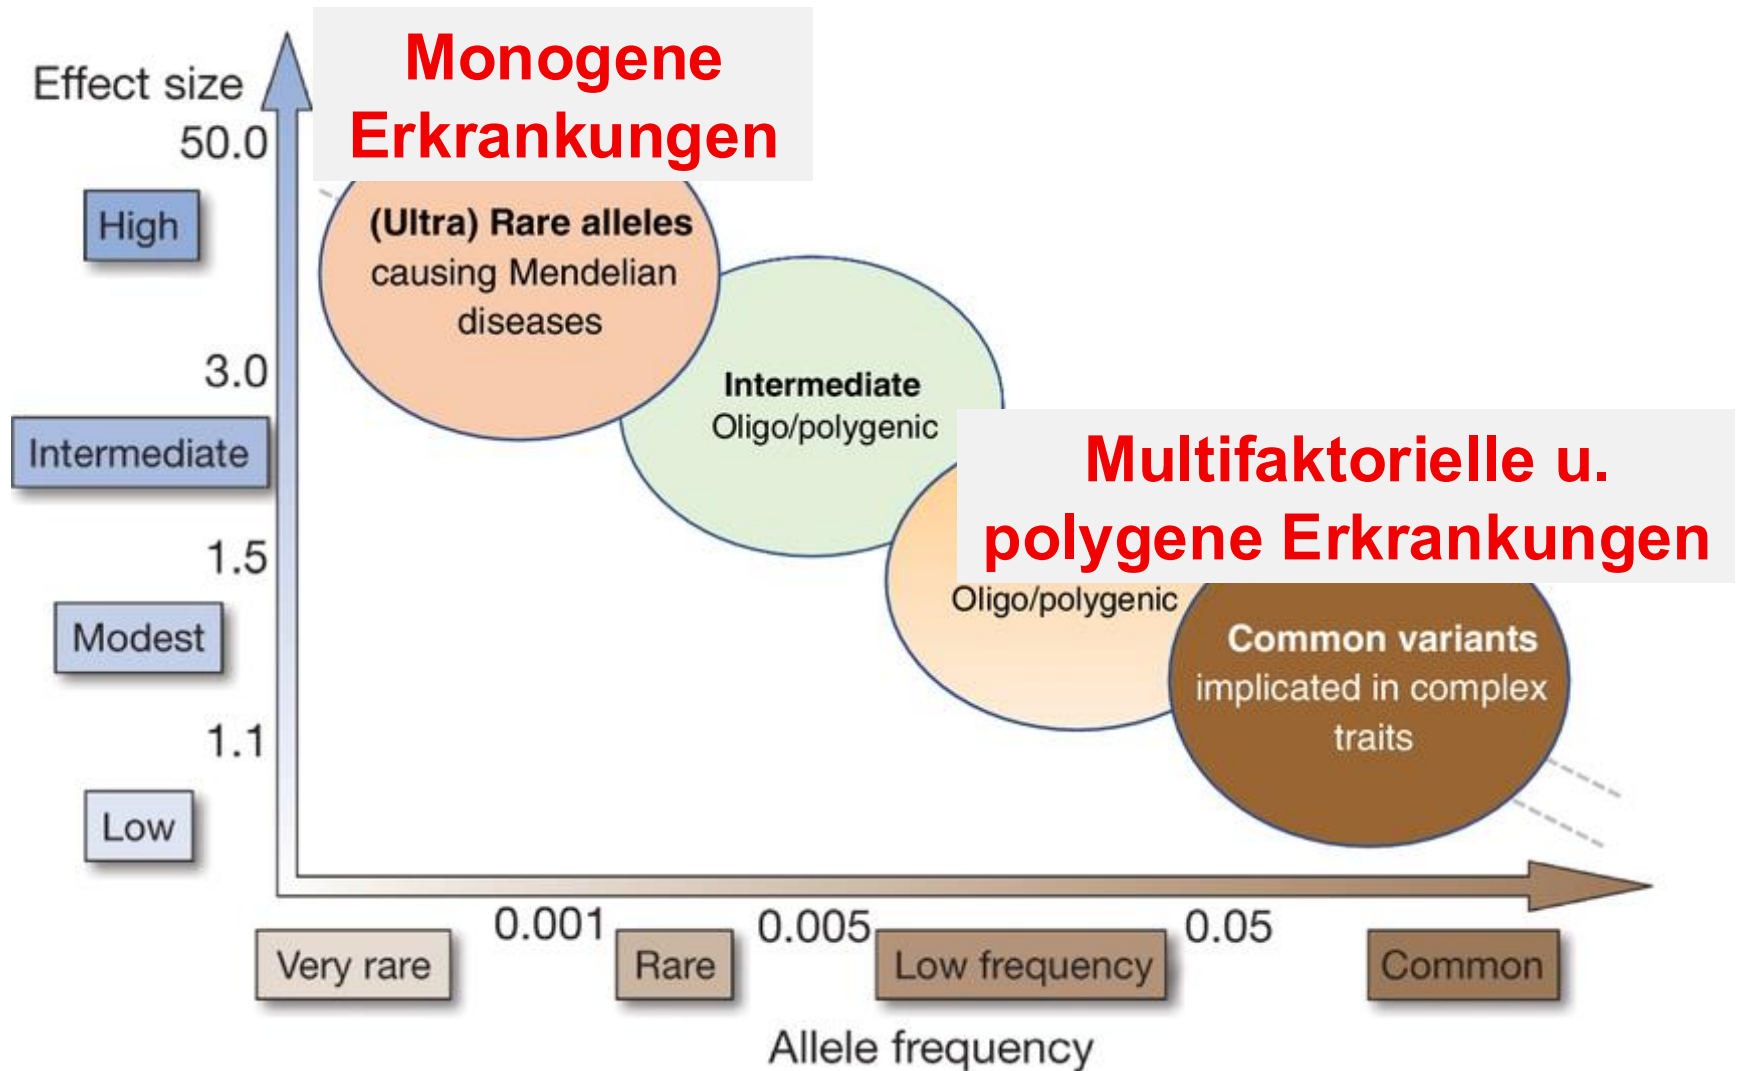 Monogene
Erkrankungen
Effect size
50.0
High
(Ultra) Rare alleles
causing Mendelian
diseases
3.0
Intermediate
Oligo/polygenic
Intermediate
Multifaktorielle u.
polygene Erkrankungen
1.5
Oligo/polygenic
Modest
Common variants
implicated in complex
traits
1.1
Low
0.001
0.005
0.05
Very rare
Rare
Low frequency
Common
Allele frequency